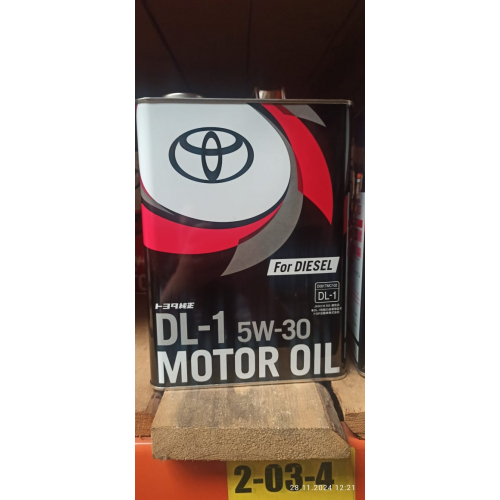 For DIESEL
DL-1
トヨタ純正
DL-1 5W-30
MOTOR OIL
2-03-4
28.11.2024 12:21